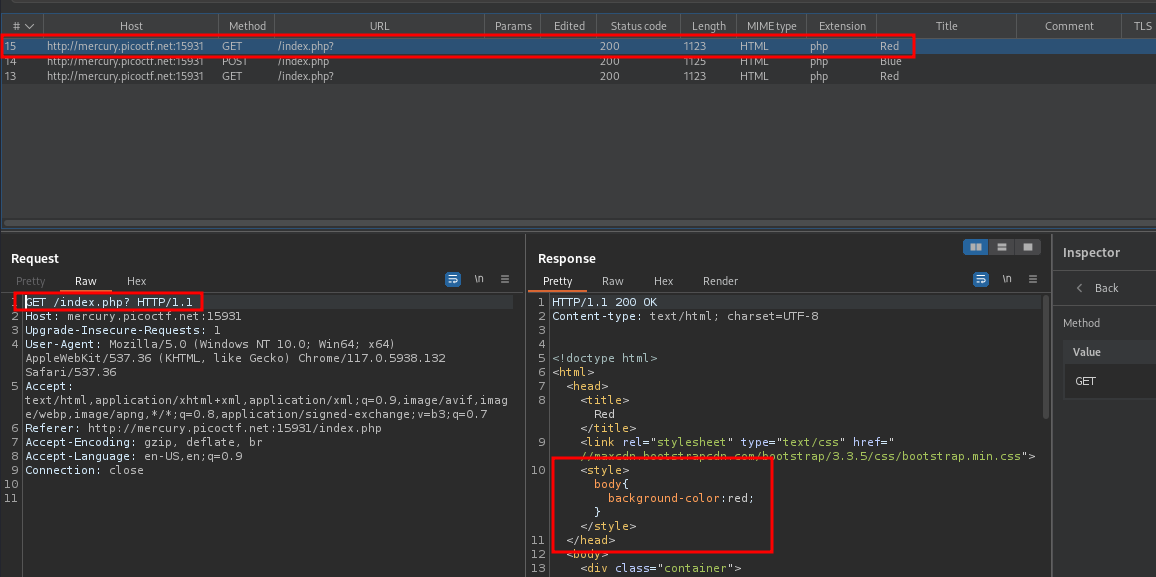 # Host Method URL Params Edited Status code Length MIME type Extension Title Comment TLS
15 http://mercury.picoctf.net:15931 GET /index.php? 200 1123 HTML php Red
14 http://mercury.picoctf.net:15931 POST /index.php 200 1125 HTML php Blue
13 http://mercury.picoctf.net:15931 GET /index.php? 200 1123 HTML php Red
Request
Pretty Raw Hex \n
1 GET /index.php? HTTP/1.1
2 Host: mercury.picoctf.net:15931
3 Upgrade-Insecure-Requests: 1
4 User-Agent: Mozilla/5.0 (Windows NT 10.0; Win64; x64)
AppleWebKit/537.36 (KHTML, like Gecko) Chrome/117.0.5938.132
Safari/537.36
5 Accept:
text/html,application/xhtml+xml,application/xml;q=0.9,image/avif,imag
e/webp,image/apng,*/*;q=0.8,application/signed-exchange;v=b3;q=0.7
6 Referer: http://mercury.picoctf.net:15931/index.php
7 Accept-Encoding: gzip, deflate, br
8 Accept-Language: en-US,en;q=0.9
9 Connection: close
10
11
Response
Pretty Raw Hex Render \n
1 HTTP/1.1 200 OK
2 Content-type: text/html; charset=UTF-8
3
4
5 <!doctype html>
6 <html>
7 <head>
8 <title>
Red
</title>
9 <link rel="stylesheet" type="text/css" href="
//maxcdn.bootstrapcdn.com/bootstrap/3.3.5/css/bootstrap.min.css">
10 <style>
body{
background-color:red;
}
</style>
11 </head>
12 <body>
13 <div class="container">
Inspector
Back
Method
Value
GET